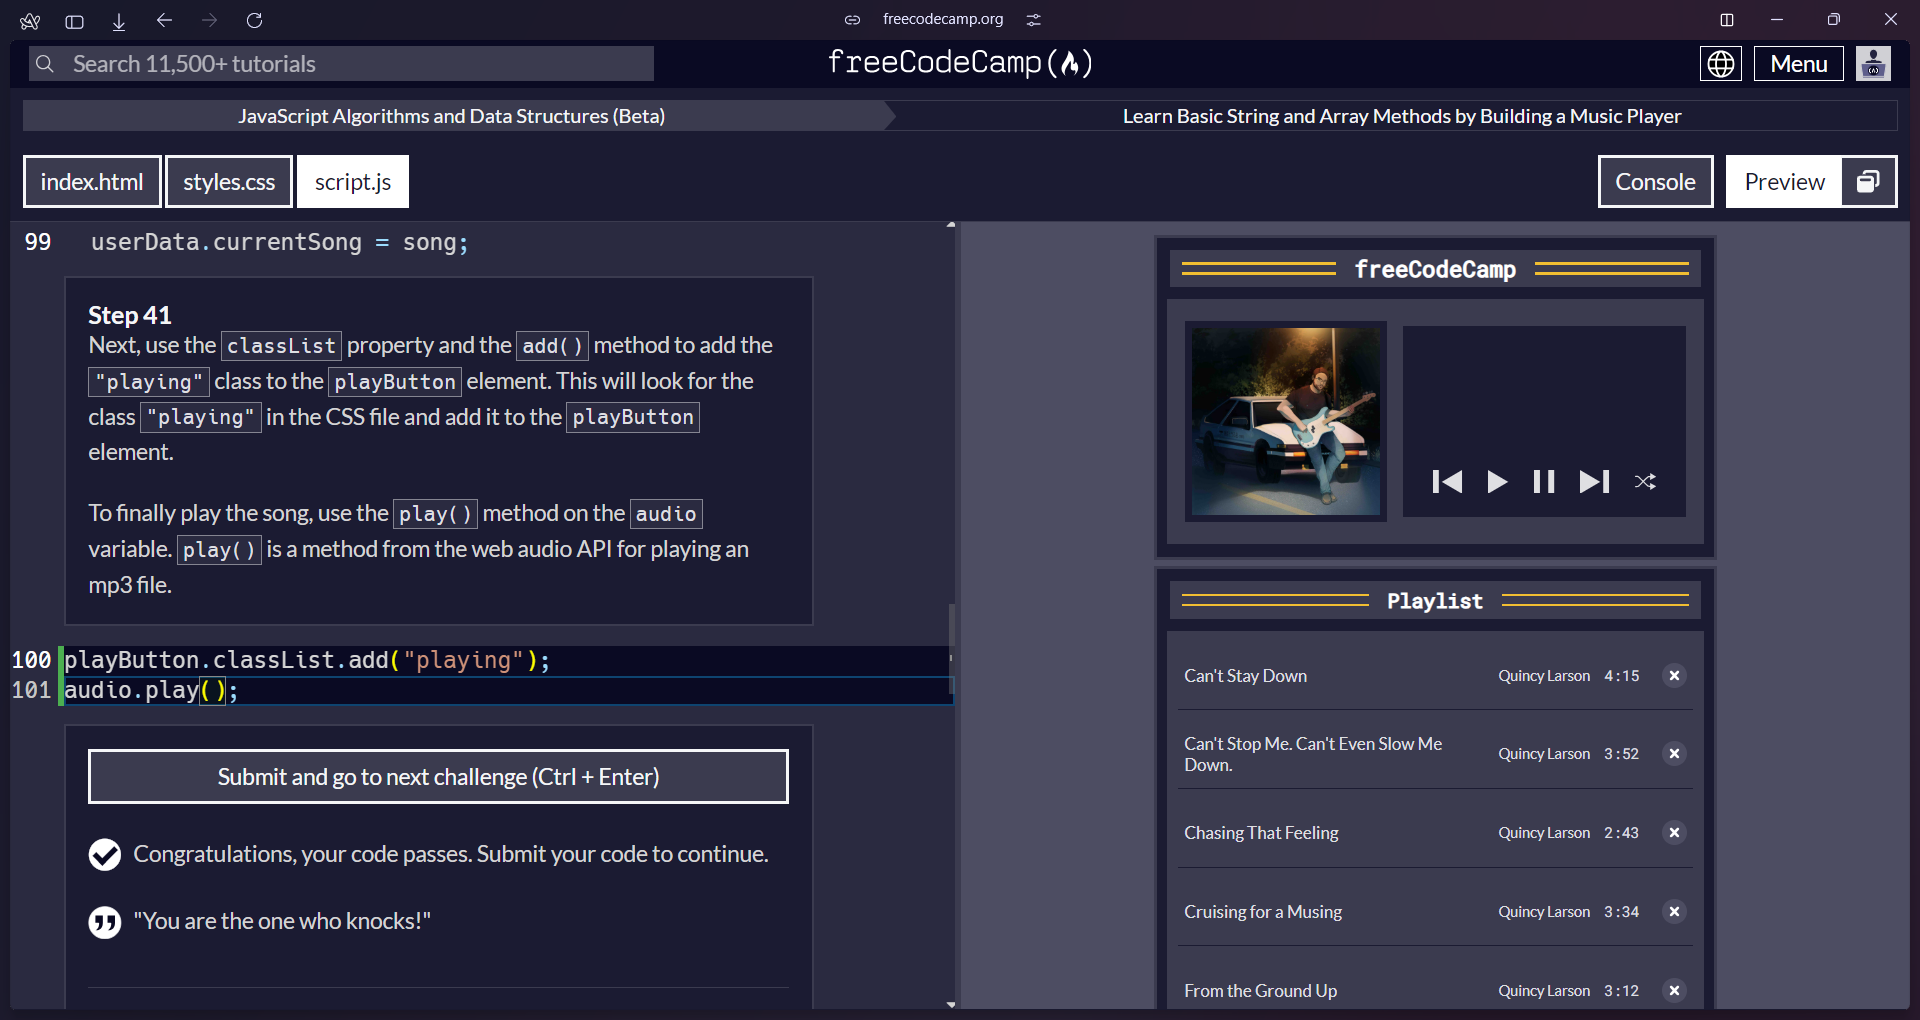 freecodecamp.org
Search 11,500+ tutorials
freeCodeCamp
Menu
JavaScript Algorithms and Data Structures (Beta)
Learn Basic String and Array Methods by Building a Music Player
index.html
styles.css
script.js
Console
Preview
99 userData.currentSong = song;
Step 41
Next, use the classList property and the add() method to add the
"playing" class to the playButton element. This will look for the
class "playing" in the CSS file and add it to the playButton
element.
To finally play the song, use the play() method on the audio
variable. play() is a method from the web audio API for playing an
mp3 file.
100 playButton.classList.add("playing");
101 audio.play();
Submit and go to next challenge (Ctrl + Enter)
Congratulations, your code passes. Submit your code to continue.
"You are the one who knocks!"
freeCodeCamp
Playlist
Can't Stay Down Quincy Larson 4:15
Can't Stop Me. Can't Even Slow Me
Down. Quincy Larson 3:52
Chasing That Feeling Quincy Larson 2:43
Cruising for a Musing Quincy Larson 3:34
From the Ground Up Quincy Larson 3:12